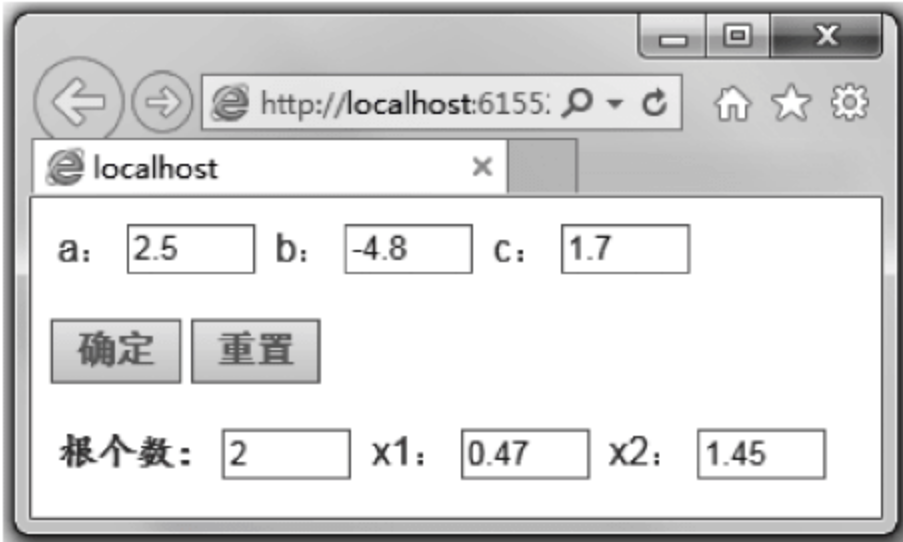 http://localhost:6155:
localhost
a： 2.5 b： -4.8 c： 1.7
确定 重置
根个数： 2 x1： 0.47 x2： 1.45